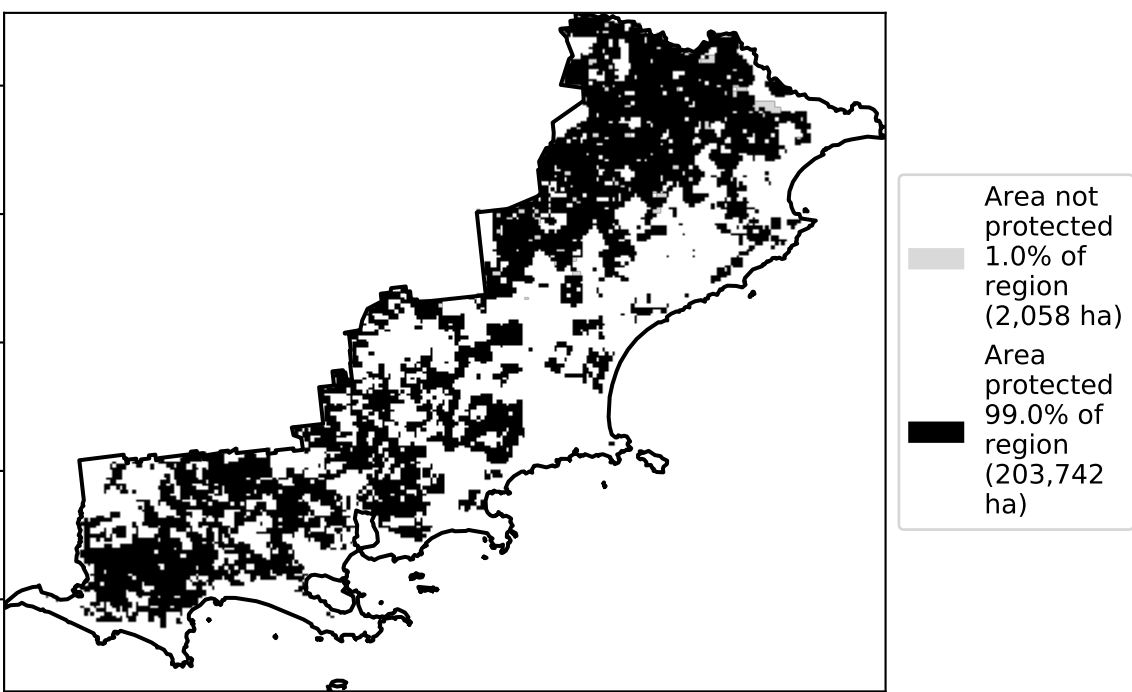 Area not
protected
1.0% of
region
(2,058 ha)
Area
protected
99.0% of
region
(203,742
ha)